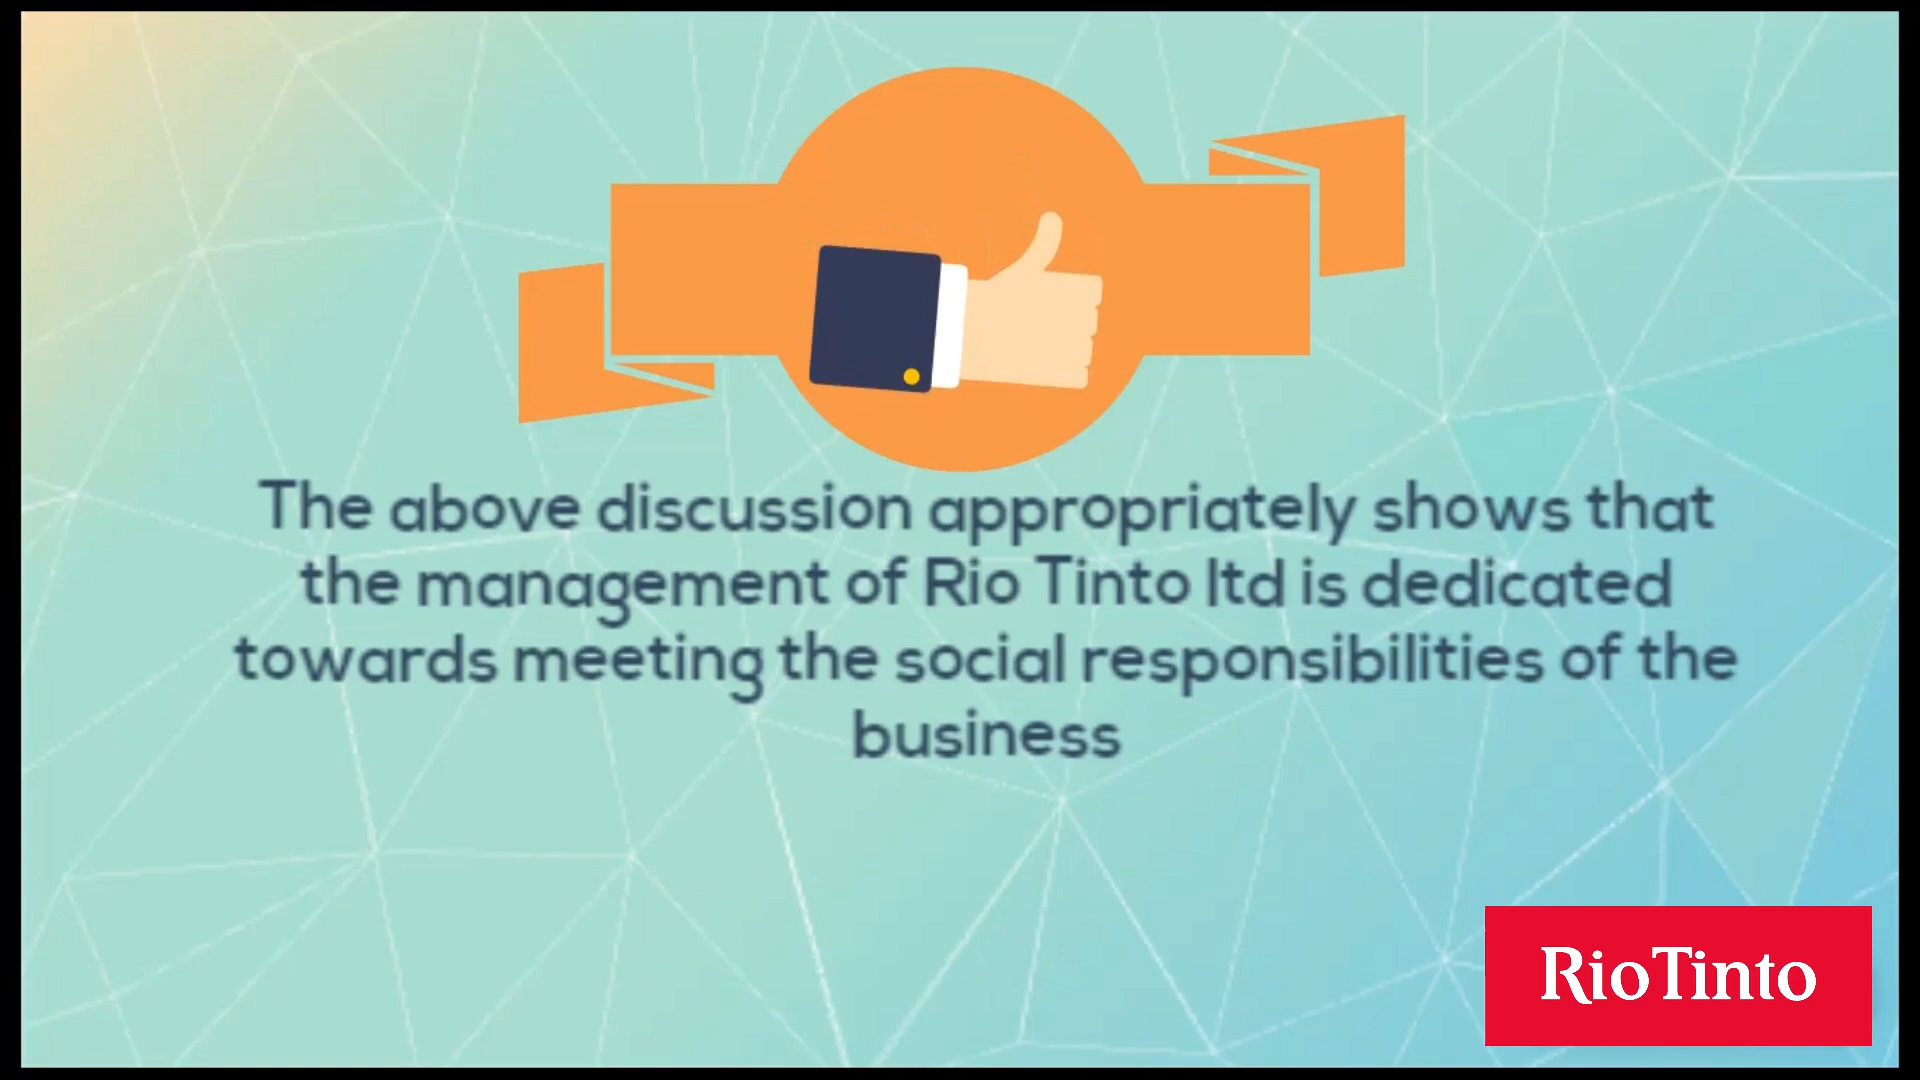 The above discussion appropriately shows that
the management of Rio Tinto ltd is dedicated
towards meeting the social responsibilities of the
business
RioTinto